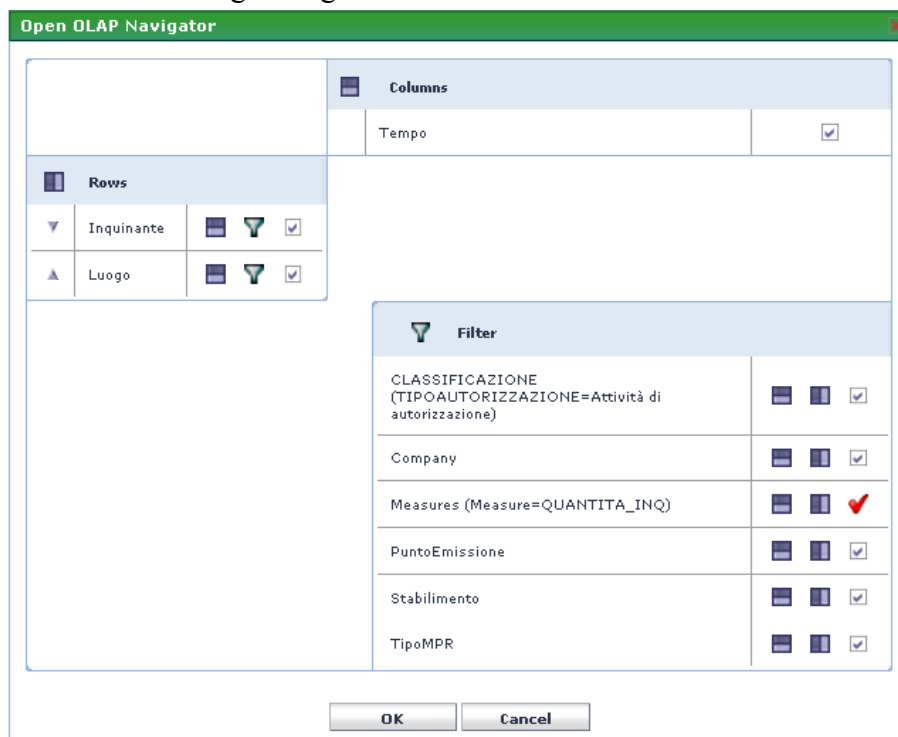 Open OLAP Navigator
Columns
Tempo
Rows
Inquinante
Luogo
Filter
CLASSIFICAZIONE
(TIPOAUTORIZZAZIONE=Attività di
autorizzazione)
Company
Measures (Measure=QUANTITA_INQ)
PuntoEmissione
Stabilimento
TipoMPR
OK
Cancel